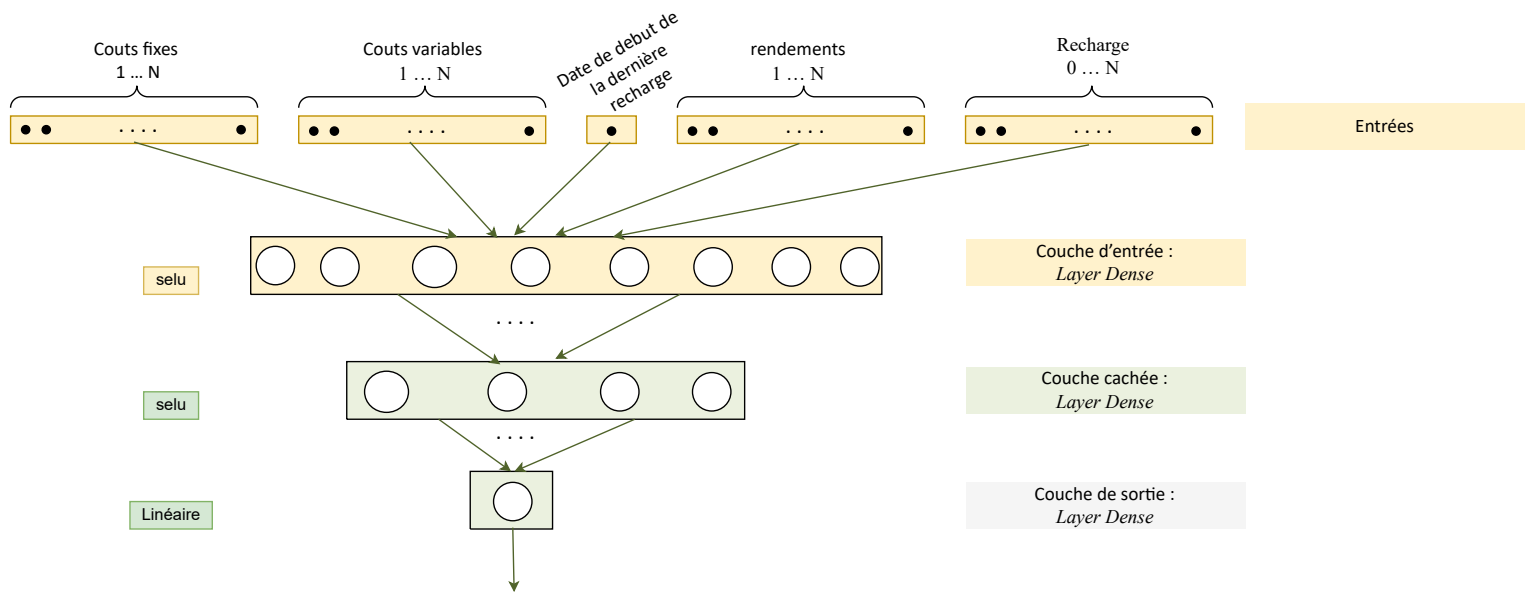 Couts fixes
1 ... N
Couts variables
1 … N
Date de debut de
la dernière
recharge
rendements
1 … N
Recharge
0 … N
. . . .
. . . .
. . . .
. . . .
Entrées
selu
Couche d'entrée :
Layer Dense
. . . .
selu
Couche cachée :
Layer Dense
. . . .
Linéaire
Couche de sortie :
Layer Dense